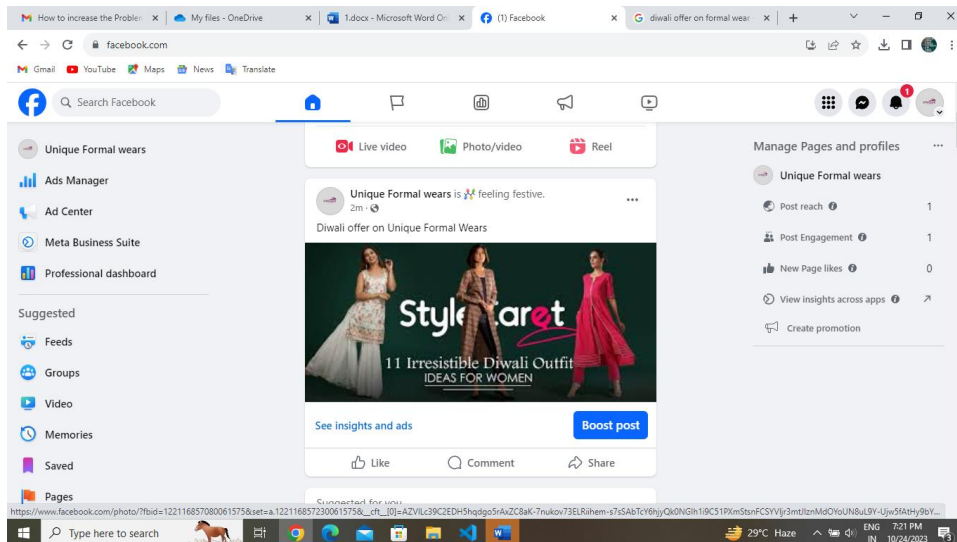 How to increase the Problem
My files - OneDrive
1.docx - Microsoft Word On
(1) Facebook
diwali offer on formal wear
facebook.com
Gmail
YouTube
Maps
News
Translate
Search Facebook
1
Unique Formal wears
Ads Manager
Ad Center
Meta Business Suite
Professional dashboard
Suggested
Feeds
Groups
Video
Memories
Saved
Pages
Live video
Photo/video
Reel
Unique Formal wears is feeling festive.
2m
Diwali offer on Unique Formal Wears
Style
aret
11 Irresistible Diwali Outfit
IDEAS FOR WOMEN
See insights and ads
Boost post
Like
Comment
Share
Suggested for you
Manage Pages and profiles
Unique Formal wears
Post reach 1
Post Engagement 1
New Page likes 0
View insights across apps
Create promotion
Type here to search
29°C Haze
ENG
IN
7:21 PM
10/24/2023
3